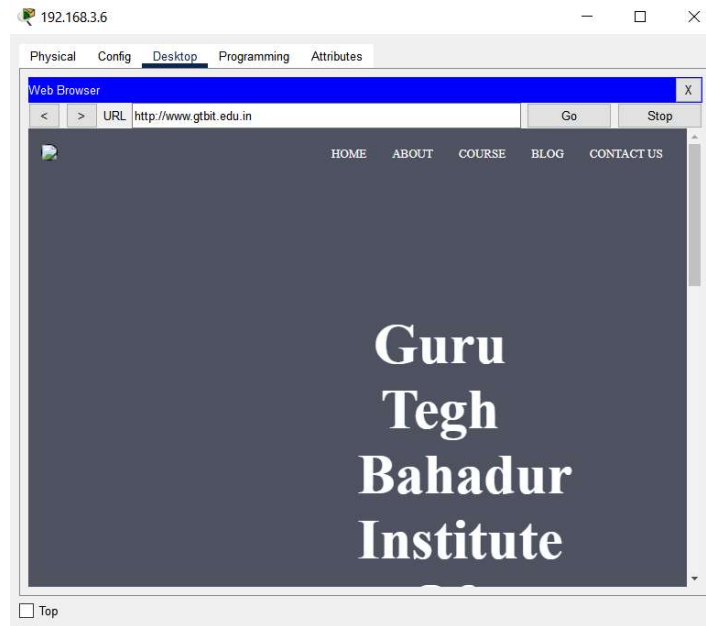 192.168.3.6
Physical Config Desktop Programming Attributes
Web Browser X
< > URL http://www.gtbit.edu.in Go Stop
HOME ABOUT COURSE BLOG CONTACT US
Guru
Tegh
Bahadur
Institute
Top